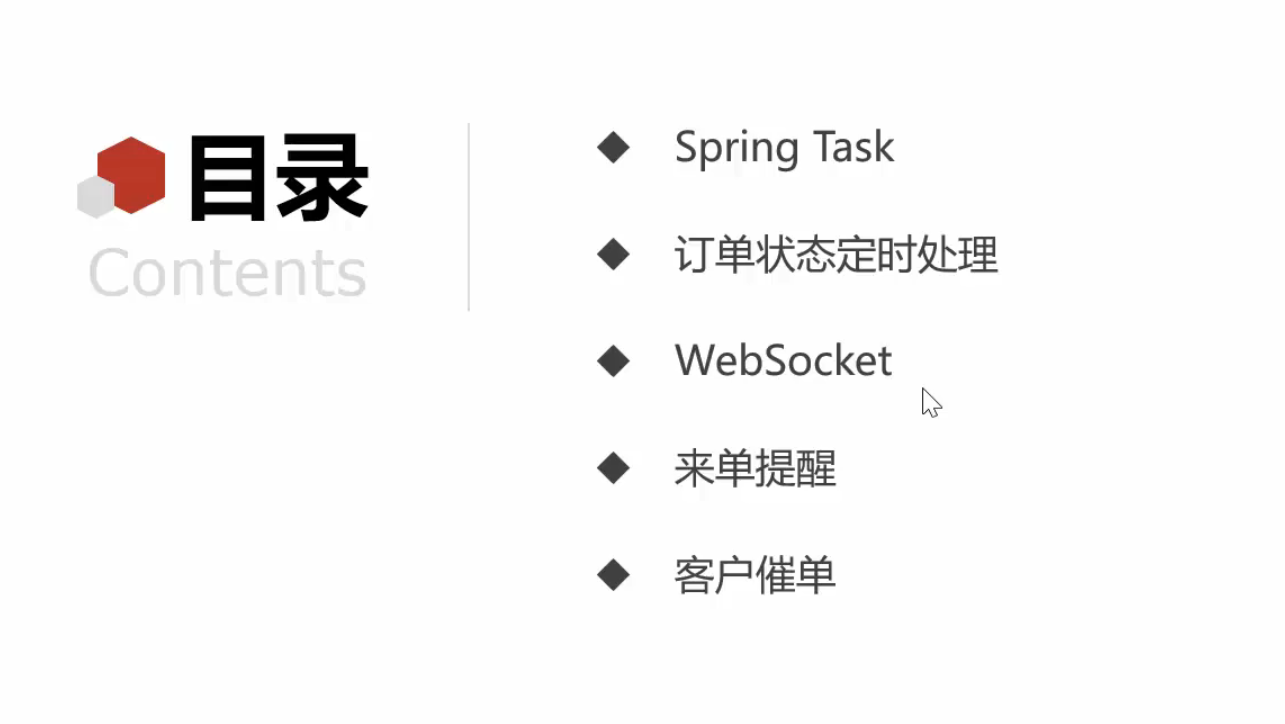 目录
Contents
Spring Task
订单状态定时处理
WebSocket
来单提醒
客户催单